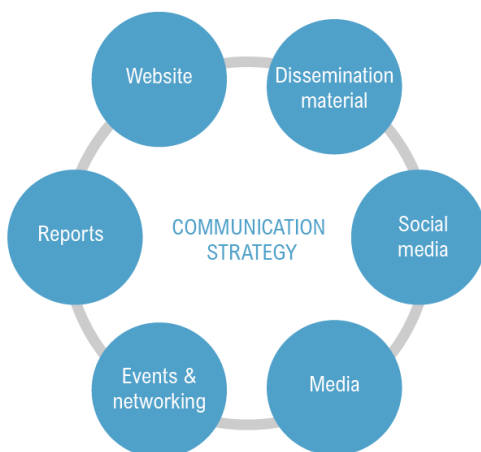 Website
Dissemination
material
Reports
COMMUNICATION
STRATEGY
Social
media
Events &
networking
Media